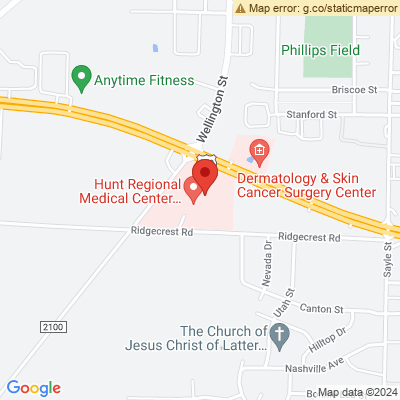 Map error: g.co/staticmaperror
Phillips Field
Anytime Fitness
Wellington St
Briscoe St
Stanford St
Dermatology & Skin
Cancer Surgery Center
Hunt Regional
Medical Center...
Ridgecrest Rd
Ridgecrest Rd
Nevada Dr
Sayle St
Utah St
Canton St
2100
The Church of
Jesus Christ of Latter...
Hilltop Dr
Nashville Ave
Google
Map data ©2024